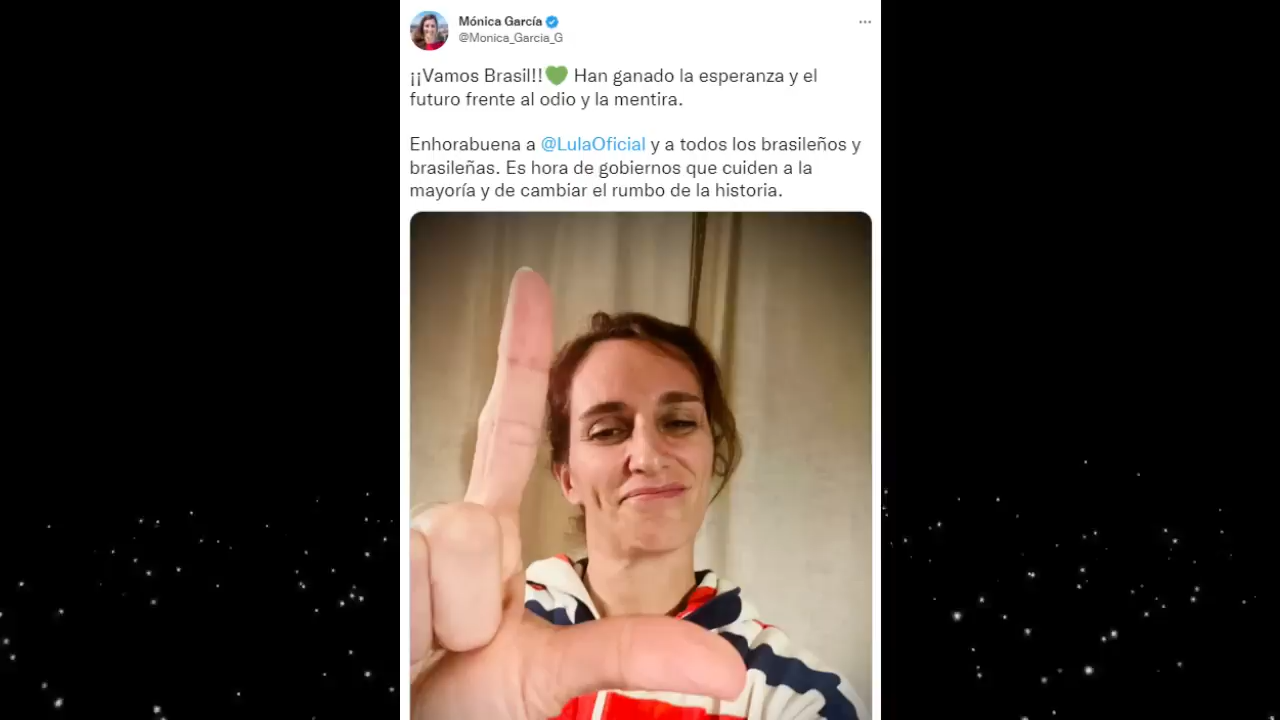 Mónica García
@Monica_Garcia_G
¡¡Vamos Brasil!!💚 Han ganado la esperanza y el
futuro frente al odio y la mentira.
Enhorabuena a @LulaOficial y a todos los brasileños y
brasileñas. Es hora de gobiernos que cuiden a la
mayoría y de cambiar el rumbo de la historia.